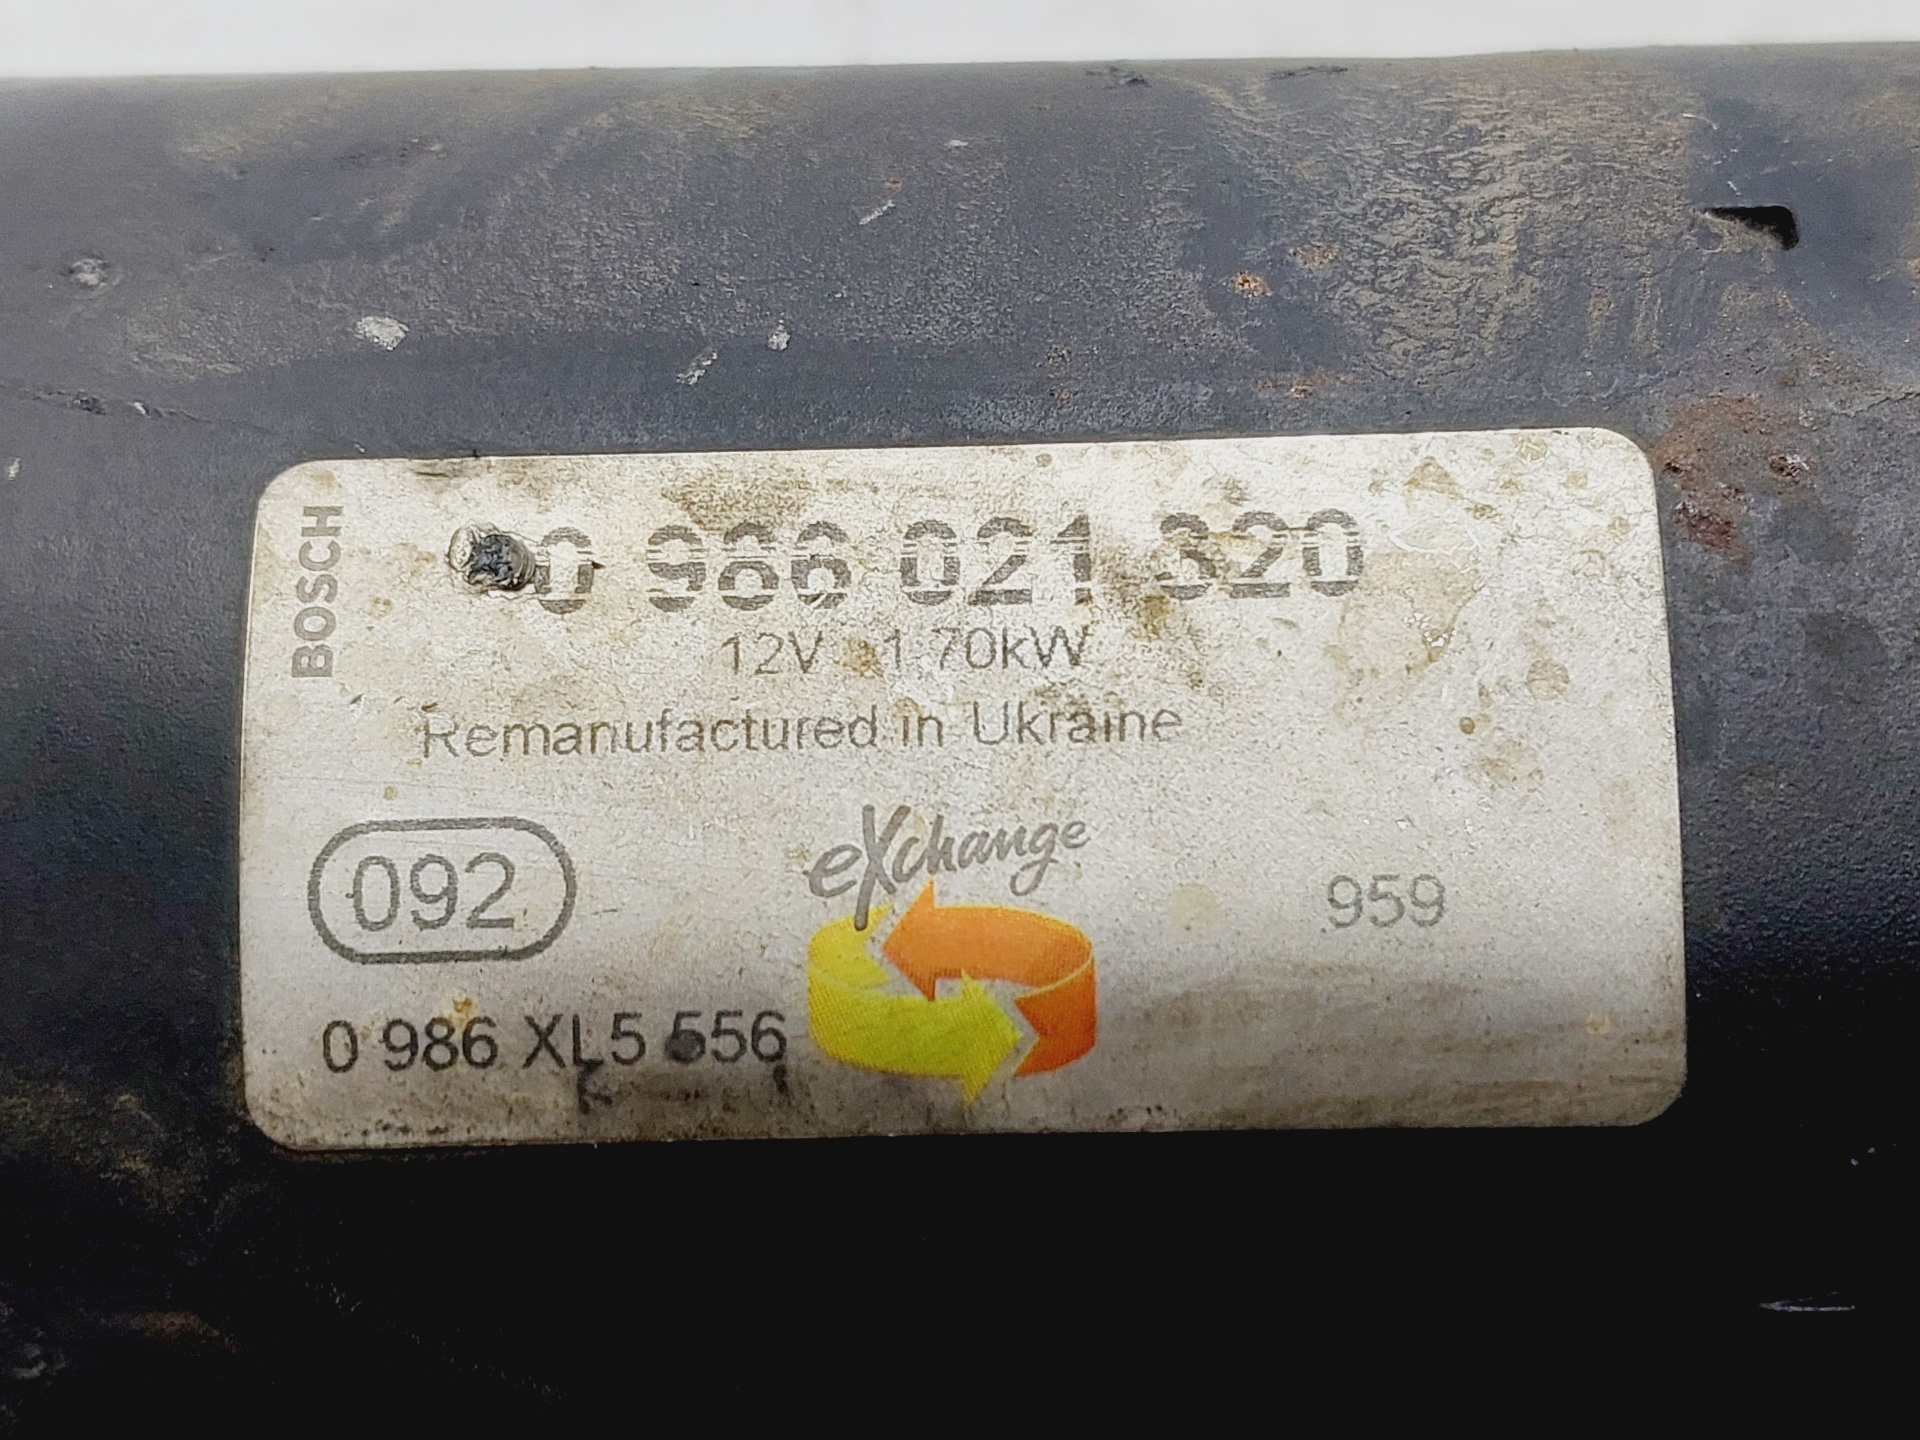 BOSCH
0 986 021 320
12V 1.70kW
Remanufactured in Ukraine
092
eXchange
959
0 986 XL5 556